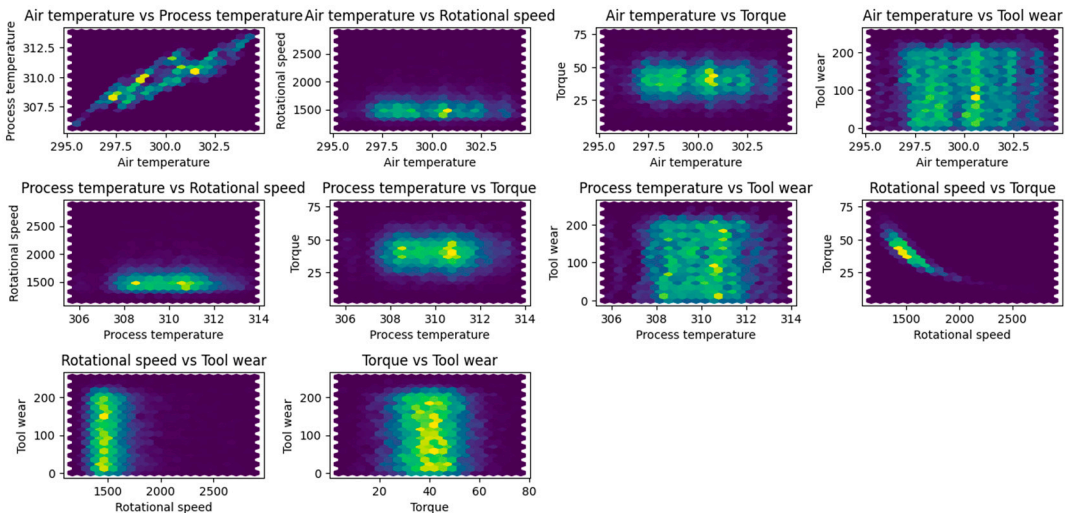 Air temperature vs Process temperature
Process temperature
312.5
310.0
307.5
295.0 297.5 300.0 302.5
Air temperature
Air temperature vs Rotational speed
Rotational speed
2500
2000
1500
295.0 297.5 300.0 302.5
Air temperature
Air temperature vs Torque
Torque
75
50
25
295.0 297.5 300.0 302.5
Air temperature
Air temperature vs Tool wear
Tool wear
200
100
0
295.0 297.5 300.0 302.5
Air temperature
Process temperature vs Rotational speed
Rotational speed
2500
2000
1500
306 308 310 312 314
Process temperature
Process temperature vs Torque
Torque
75
50
25
306 308 310 312 314
Process temperature
Process temperature vs Tool wear
Tool wear
200
100
0
306 308 310 312 314
Process temperature
Rotational speed vs Torque
Torque
75
50
25
1500 2000 2500
Rotational speed
Rotational speed vs Tool wear
Tool wear
200
100
0
1500 2000 2500
Rotational speed
Torque vs Tool wear
Tool wear
200
100
0
20 40 60 80
Torque